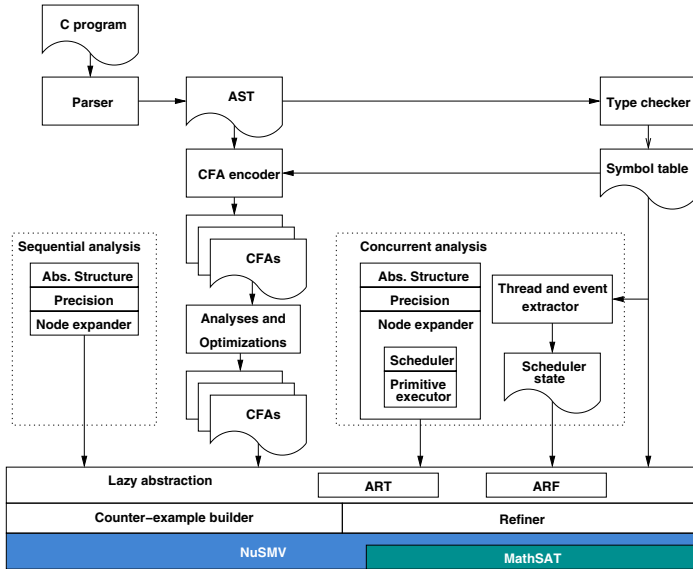 C program
Parser
AST
Type checker
CFA encoder
Symbol table
Sequential analysis
CFAs
Concurrent analysis
Abs. Structure
Precision
Node expander
Abs. Structure
Precision
Node expander
Thread and event
extractor
Analyses and
Optimizations
Scheduler
Primitive
executor
Scheduler
state
CFAs
Lazy abstraction
ART
ARF
Counter−example builder
Refiner
NuSMV
MathSAT